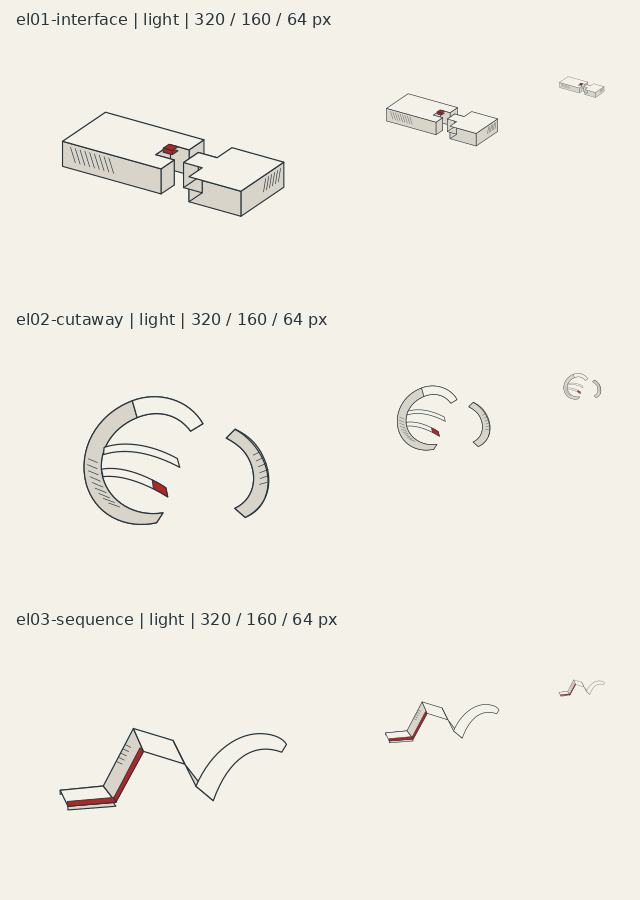 el01-interface | light | 320 / 160 / 64 px
el02-cutaway | light | 320 / 160 / 64 px
el03-sequence | light | 320 / 160 / 64 px